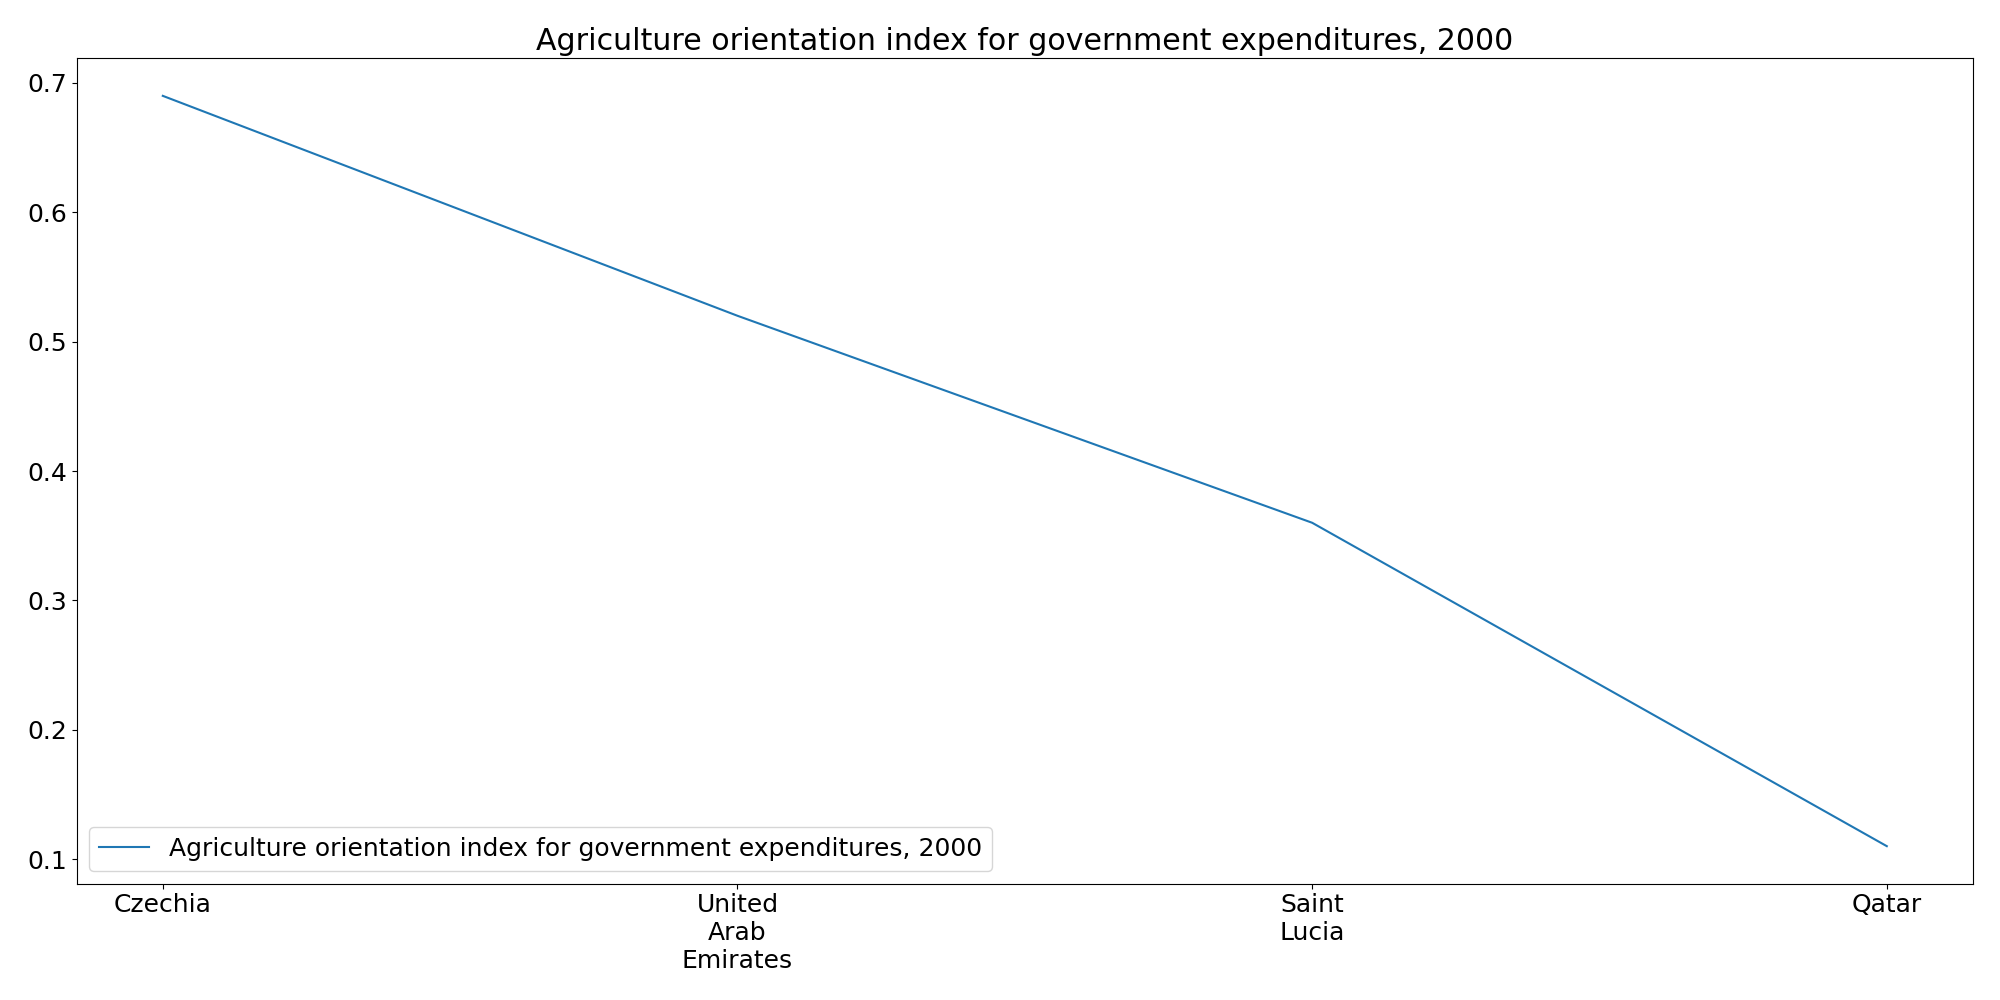 Agriculture orientation index for government expenditures, 2000
0.7
0.6
0.5
0.4
0.3
0.2
0.1
Agriculture orientation index for government expenditures, 2000
Czechia
United
Arab
Emirates
Saint
Lucia
Qatar